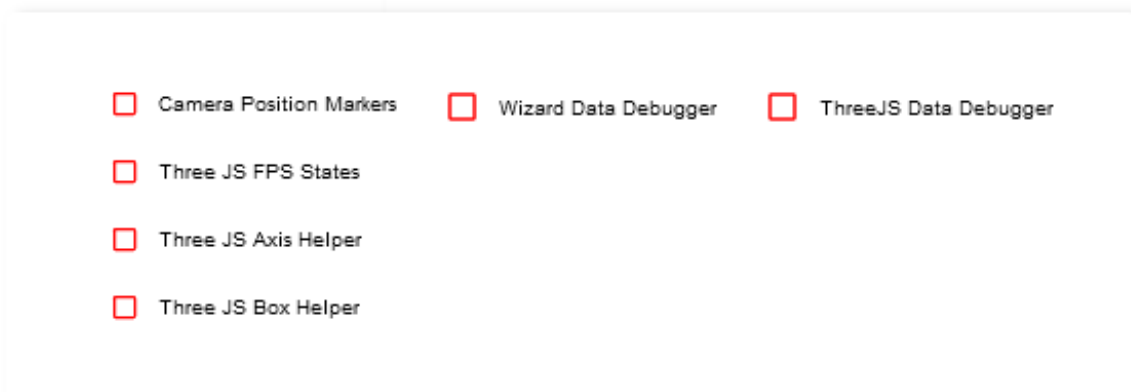 Camera Position Markers
Wizard Data Debugger
ThreeJS Data Debugger
Three JS FPS States
Three JS Axis Helper
Three JS Box Helper